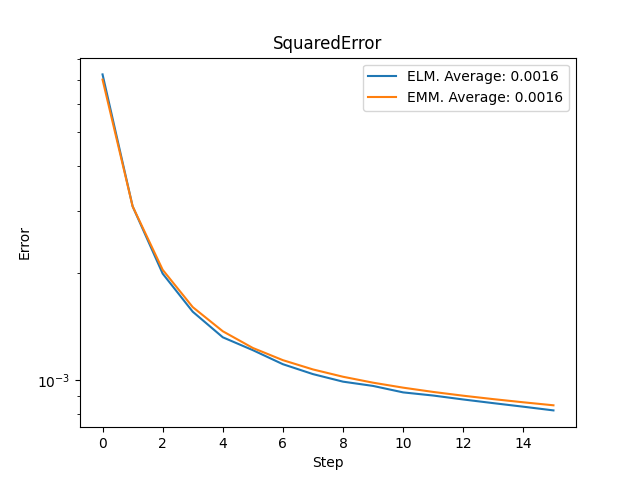 SquaredError
ELM. Average: 0.0016
EMM. Average: 0.0016
Error
10⁻³
0 2 4 6 8 10 12 14
Step